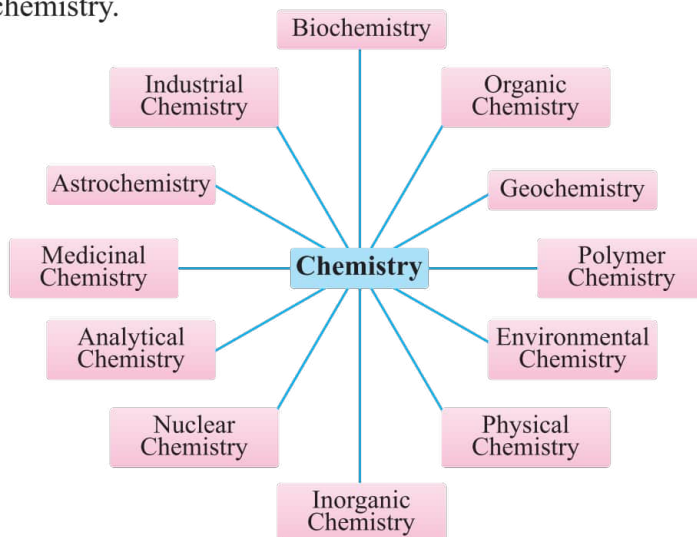 chemistry.
Biochemistry
Industrial
Chemistry
Organic
Chemistry
Astrochemistry
Geochemistry
Medicinal
Chemistry
Chemistry
Polymer
Chemistry
Analytical
Chemistry
Environmental
Chemistry
Nuclear
Chemistry
Physical
Chemistry
Inorganic
Chemistry